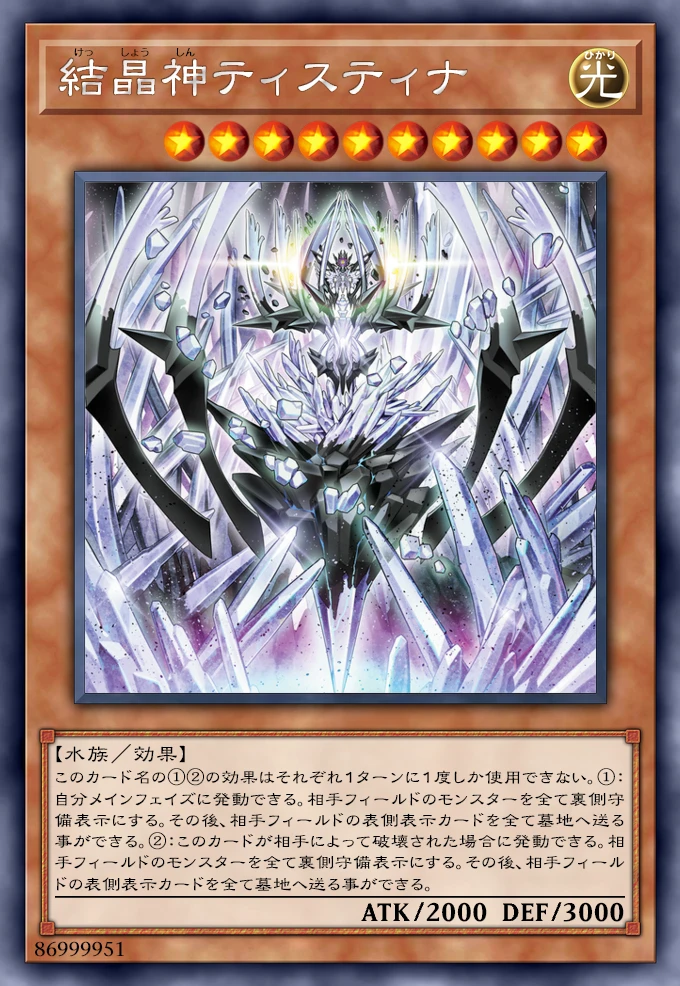 けっ しょう しん
結晶神ティスティナ
ひかり
光
【水族／効果】
このカード名の①②の効果はそれぞれ１ターンに１度しか使用できない。①：
自分メインフェイズに発動できる。相手フィールドのモンスターを全て裏側守
備表示にする。その後、相手フィールドの表側表示カードを全て墓地へ送る
事ができる。②：このカードが相手によって破壊された場合に発動できる。相
手フィールドのモンスターを全て裏側守備表示にする。その後、相手フィール
ドの表側表示カードを全て墓地へ送る事ができる。
ATK/2000 DEF/3000
86999951